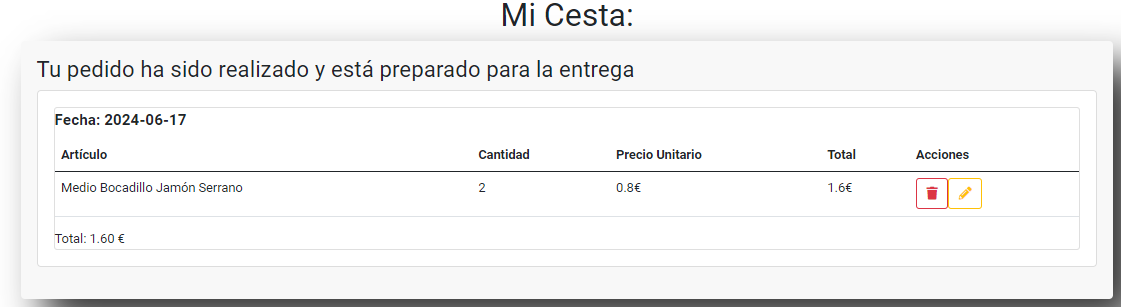 Mi Cesta:
Tu pedido ha sido realizado y está preparado para la entrega
Fecha: 2024-06-17
Artículo Cantidad Precio Unitario Total Acciones
Medio Bocadillo Jamón Serrano 2 0.8€ 1.6€
Total: 1.60 €